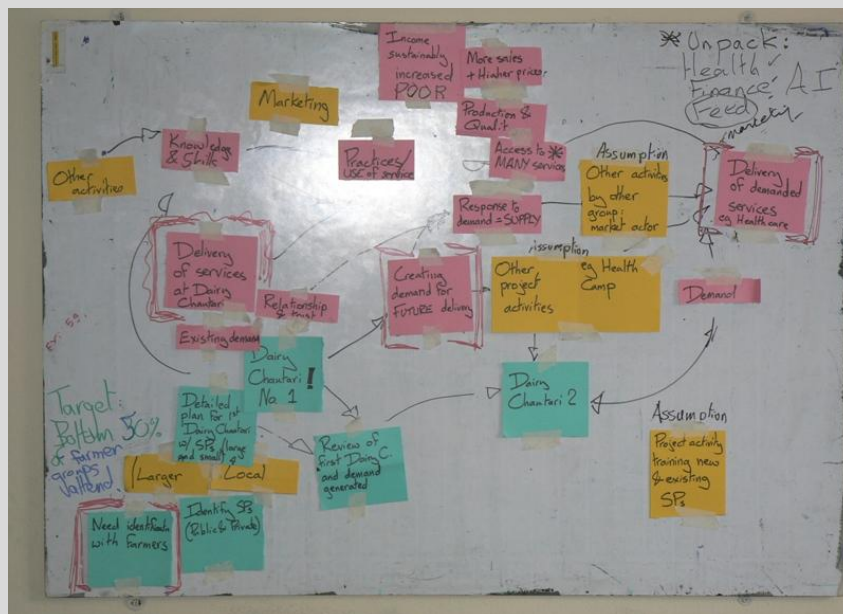 Income
sustainably
increased
POOR
More sales
+ Higher prices
* Unpack:
Health ✓
Finance ✓ AI
Feed
marketing
Marketing
Production &
Qualit
Knowledge
& Skills
Practices/
USE of service
Access to *
MANY services
Assumption
Other activities
by other
group:
market actor
Delivery
of demanded
services
eg Healthcare
Other
activities
Response to
demand = SUPPLY
Delivery
of services
at Dairy
Chautari
Relationship
& trust
Creating
demand for
FUTURE delivery
Assumption
Other
project
activities
eg Health
Camp
Demand
Existing demand
Dairy
Chautari
No. 1 !
Dairy
Chautari 2
Target:
Bottom 50%
of farmer
groups
attend
Detailed
plan for 1st
Dairy Chautari
w/ SPs (large
and small) &
(Larger
Local
Review of
first Dairy C.
and demand
generated
Assumption
Project activity
training new
& existing
SPs
Need identification
with Farmers
Identify SPs
(Public & Private)